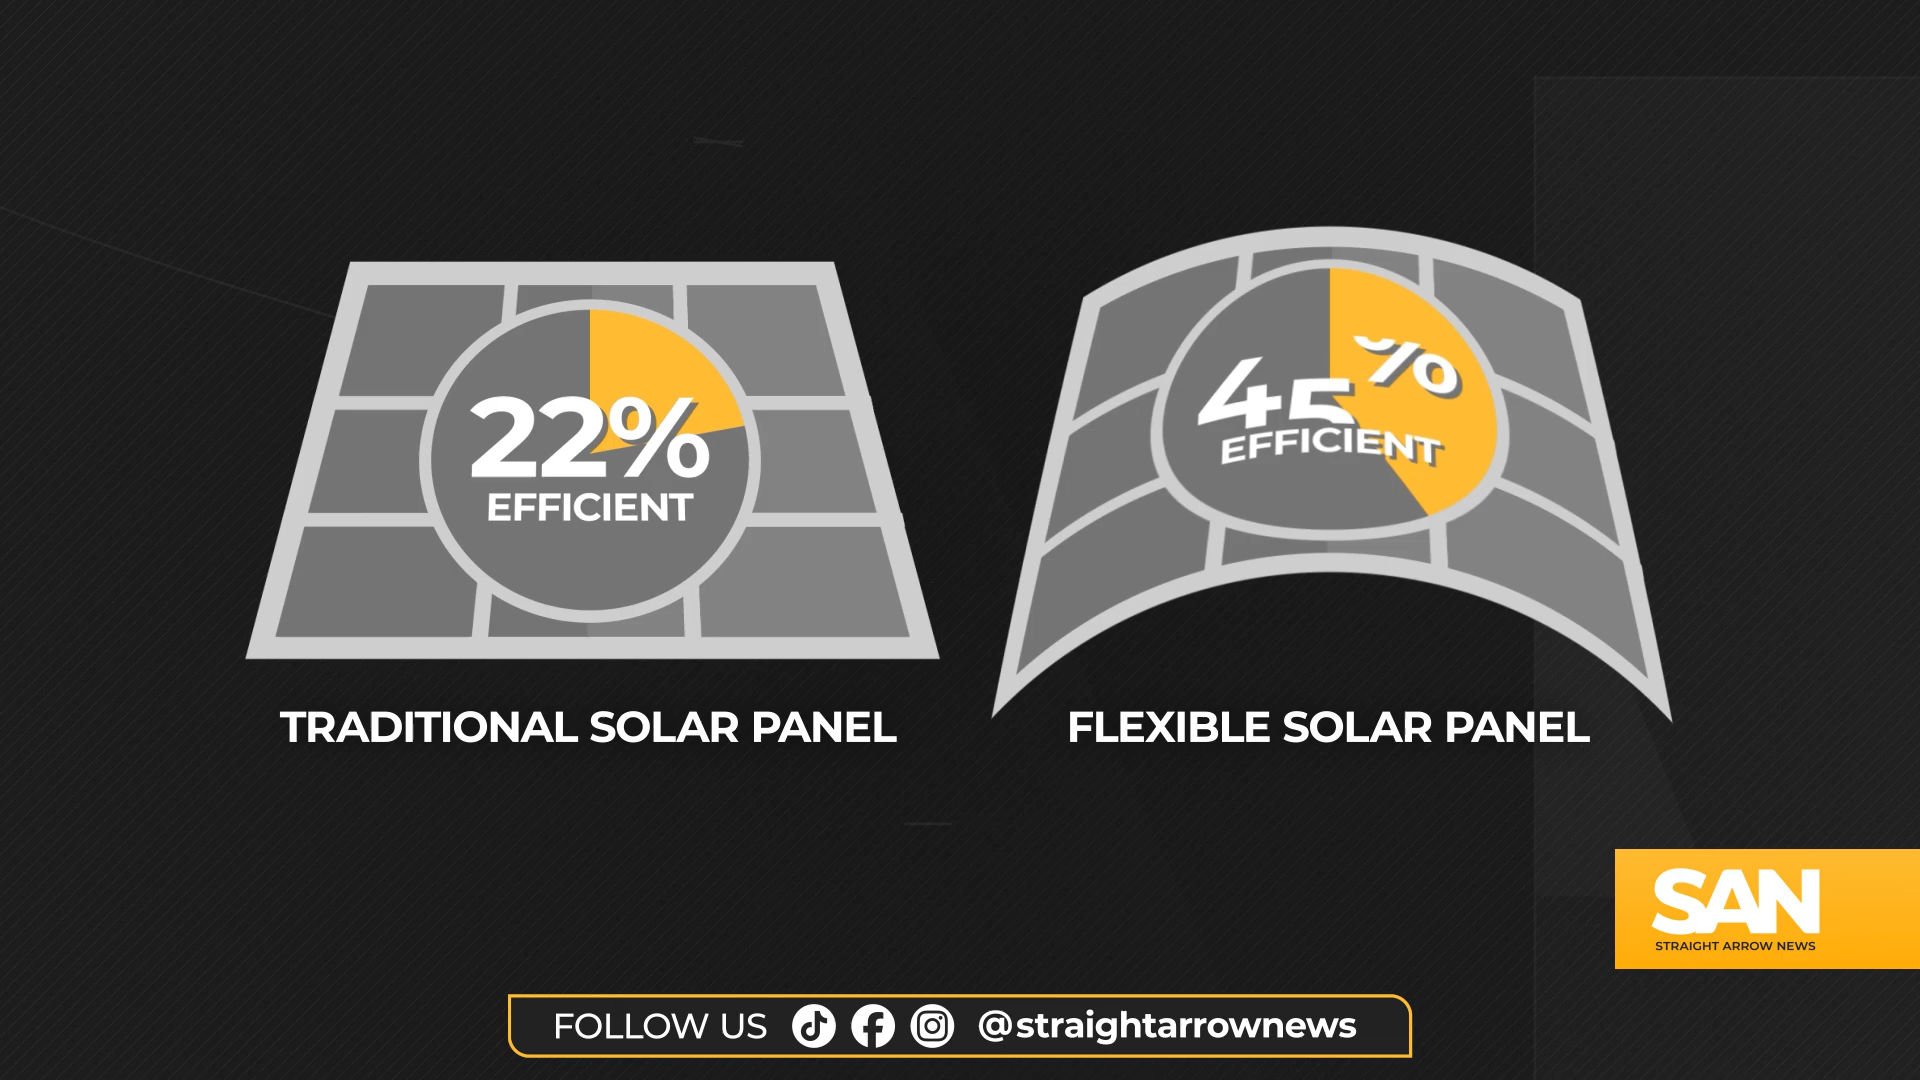 22%
EFFICIENT
45%
EFFICIENT
TRADITIONAL SOLAR PANEL
FLEXIBLE SOLAR PANEL
SAN
STRAIGHT ARROW NEWS
FOLLOW US @straightarrownews